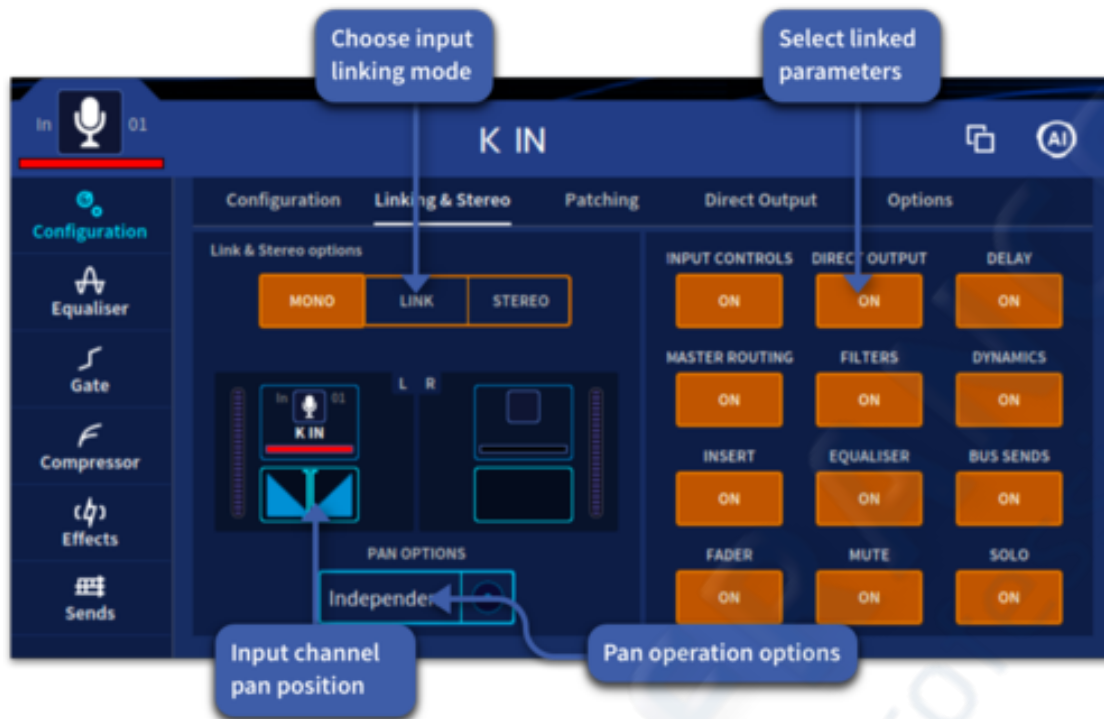 Choose input
linking mode
Select linked
parameters
In 01
K IN
AI
Configuration
Equaliser
Gate
Compressor
Effects
Sends
Configuration Linking & Stereo Patching Direct Output Options
Link & Stereo options
MONO LINK STEREO
L R
In 01
K IN
PAN OPTIONS
INPUT CONTROLS DIRECT OUTPUT DELAY
ON ON ON
MASTER ROUTING FILTERS DYNAMICS
ON ON ON
INSERT EQUALISER BUS SENDS
ON ON ON
FADER MUTE SOLO
ON ON ON
Input channel
pan position
Pan operation options